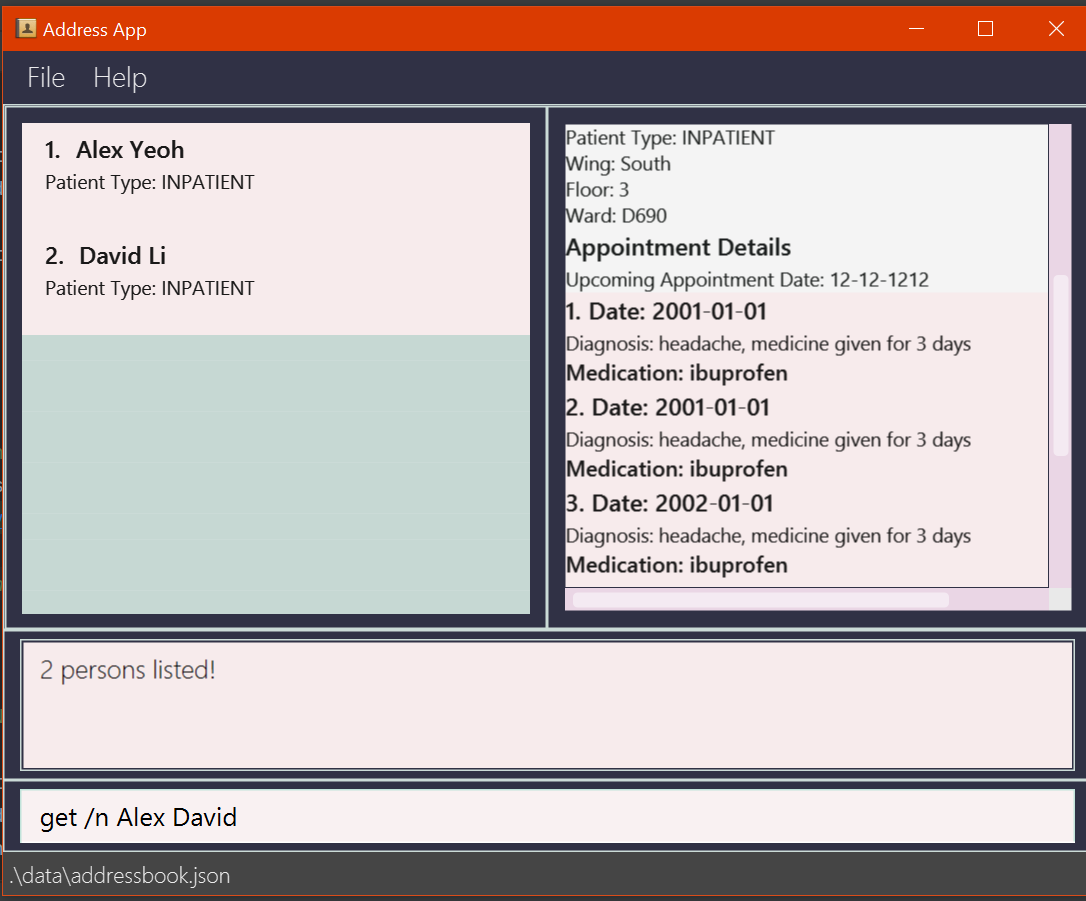 Address App
File Help
1. Alex Yeoh
Patient Type: INPATIENT
2. David Li
Patient Type: INPATIENT
Patient Type: INPATIENT
Wing: South
Floor: 3
Ward: D690
Appointment Details
Upcoming Appointment Date: 12-12-1212
1. Date: 2001-01-01
Diagnosis: headache, medicine given for 3 days
Medication: ibuprofen
2. Date: 2001-01-01
Diagnosis: headache, medicine given for 3 days
Medication: ibuprofen
3. Date: 2002-01-01
Diagnosis: headache, medicine given for 3 days
Medication: ibuprofen
2 persons listed!
get /n Alex David
.\data\addressbook.json